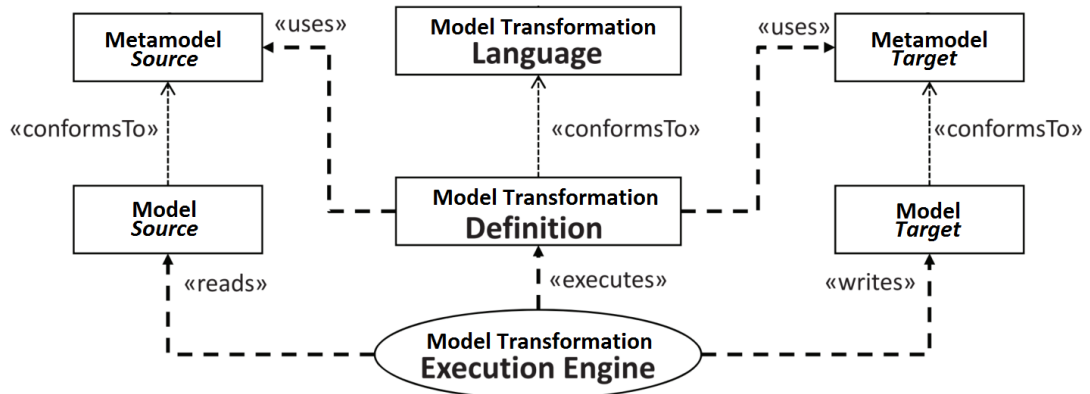 «uses»
Model Transformation
Language
«uses»
Metamodel
Source
Metamodel
Target
«conformsTo»
«conformsTo»
«conformsTo»
Model
Source
Model Transformation
Definition
Model
Target
«reads»
«executes»
«writes»
Model Transformation
Execution Engine